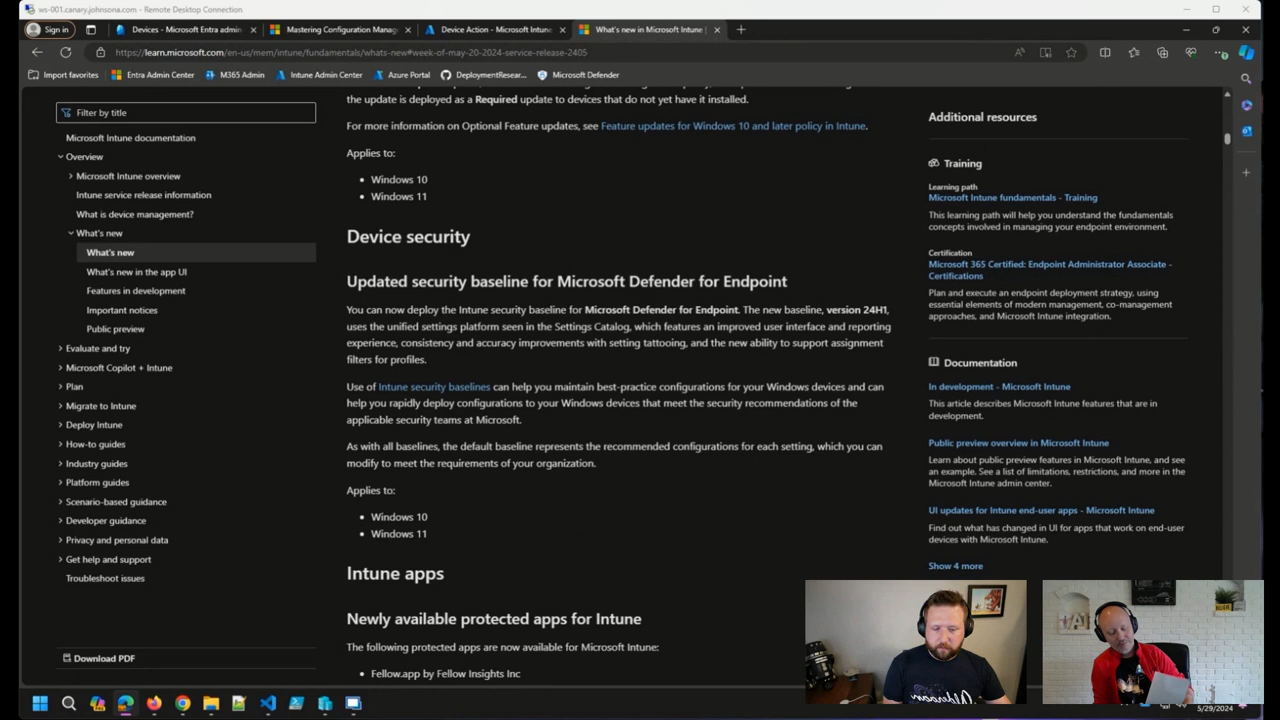 ws-001.canary.johnsona.com - Remote Desktop Connection
Sign in
Devices - Microsoft Entra admin
Mastering Configuration Manag
Device Action - Microsoft Intune
What's new in Microsoft Intune |
https://learn.microsoft.com/en-us/mem/intune/fundamentals/whats-new#week-of-may-20-2024-service-release-2405
Import favorites
Entra Admin Center
M365 Admin
Intune Admin Center
Azure Portal
DeploymentResear...
Microsoft Defender
Filter by title
Microsoft Intune documentation
Overview
Microsoft Intune overview
Intune service release information
What is device management?
What's new
What's new
What's new in the app UI
Features in development
Important notices
Public preview
Evaluate and try
Microsoft Copilot + Intune
Plan
Migrate to Intune
Deploy Intune
How-to guides
Industry guides
Platform guides
Scenario-based guidance
Developer guidance
Privacy and personal data
Get help and support
Troubleshoot issues
Download PDF
the update is deployed as a Required update to devices that do not yet have it installed.
For more information on Optional Feature updates, see Feature updates for Windows 10 and later policy in Intune.
Applies to:
• Windows 10
• Windows 11
Device security
Updated security baseline for Microsoft Defender for Endpoint
You can now deploy the Intune security baseline for Microsoft Defender for Endpoint. The new baseline, version 24H1,
uses the unified settings platform seen in the Settings Catalog, which features an improved user interface and reporting
experience, consistency and accuracy improvements with setting tattooing, and the new ability to support assignment
filters for profiles.
Use of Intune security baselines can help you maintain best-practice configurations for your Windows devices and can
help you rapidly deploy configurations to your Windows devices that meet the security recommendations of the
applicable security teams at Microsoft.
As with all baselines, the default baseline represents the recommended configurations for each setting, which you can
modify to meet the requirements of your organization.
Applies to:
• Windows 10
• Windows 11
Intune apps
Newly available protected apps for Intune
The following protected apps are now available for Microsoft Intune:
• Fellow.app by Fellow Insights Inc
Additional resources
Training
Learning path
Microsoft Intune fundamentals - Training
This learning path will help you understand the fundamentals
concepts involved in managing your endpoint environment.
Certification
Microsoft 365 Certified: Endpoint Administrator Associate -
Certifications
Plan and execute an endpoint deployment strategy, using
essential elements of modern management, co-management
approaches, and Microsoft Intune integration.
Documentation
In development - Microsoft Intune
This article describes Microsoft Intune features that are in
development.
Public preview overview in Microsoft Intune
Learn about public preview features in Microsoft Intune, and see
an example. See a list of limitations, restrictions, and more in the
Microsoft Intune admin center.
UI updates for Intune end-user apps - Microsoft Intune
Find out what has changed in UI for apps that work on end-user
devices with Microsoft Intune.
Show 4 more
5/29/2024